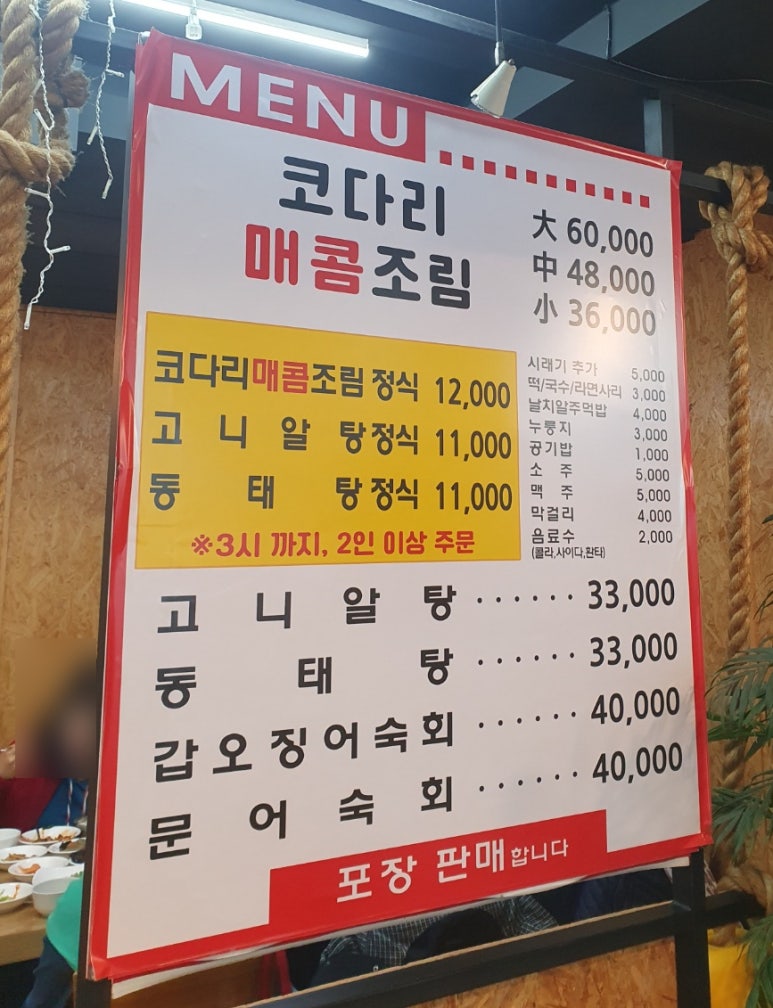 MENU
코다리
매콤조림
大 60,000
中 48,000
小 36,000
코다리매콤조림 정식 12,000
고니알탕정식 11,000
동태탕정식 11,000
※3시 까지, 2인 이상 주문
시래기 추가 5,000
떡/국수/라면사리 3,000
날치알주먹밥 4,000
누룽지 3,000
공기밥 1,000
소주 5,000
맥주 5,000
막걸리 4,000
음료수 2,000
(콜라,사이다,환타)
고니알탕 ······ 33,000
동태탕 ······ 33,000
갑오징어숙회 ······ 40,000
문어숙회 ······ 40,000
포장 판매합니다